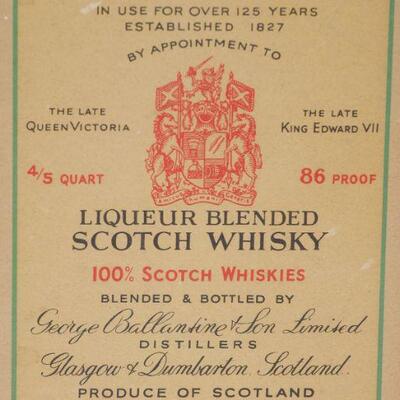 IN USE FOR OVER 125 YEARS
ESTABLISHED 1827
BY APPOINTMENT TO
THE LATE
QUEEN VICTORIA
THE LATE
KING EDWARD VII
4/5 QUART
86 PROOF
LIQUEUR BLENDED
SCOTCH WHISKY
100% SCOTCH WHISKIES
BLENDED & BOTTLED BY
George Ballantine & Son Limited
DISTILLERS
Glasgow & Dumbarton, Scotland.
PRODUCE OF SCOTLAND